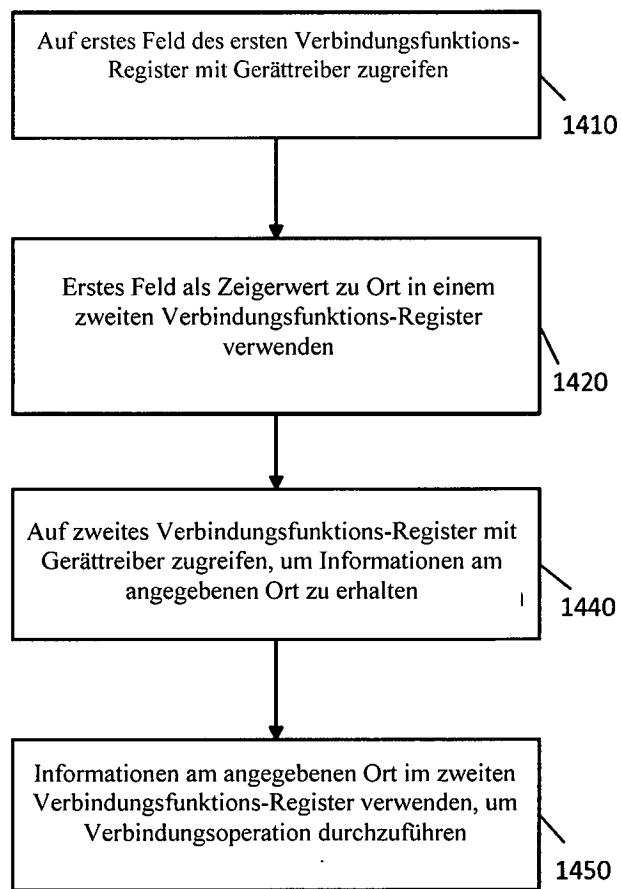 Auf erstes Feld des ersten Verbindungsfunktions-
Register mit Gerättreiber zugreifen
1410
Erstes Feld als Zeigerwert zu Ort in einem
zweiten Verbindungsfunktions-Register
verwenden
1420
Auf zweites Verbindungsfunktions-Register mit
Gerättreiber zugreifen, um Informationen am
angegebenen Ort zu erhalten
1440
Informationen am angegebenen Ort im zweiten
Verbindungsfunktions-Register verwenden, um
Verbindungsoperation durchzuführen
1450